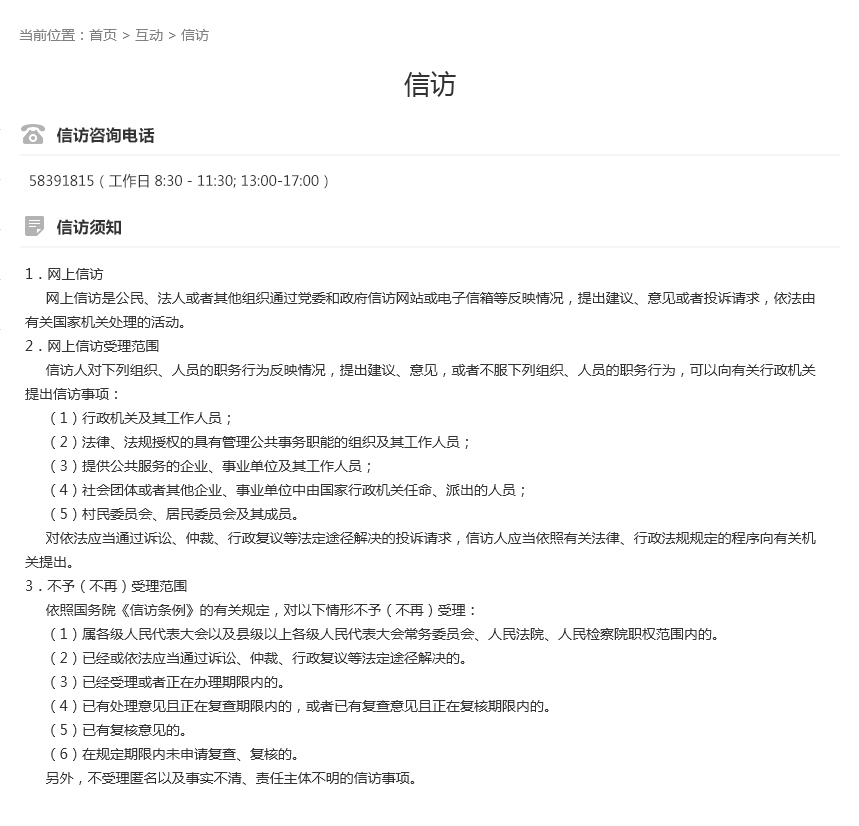 当前位置：首页 > 互动 > 信访
信访
信访咨询电话
58391815（工作日 8:30 - 11:30; 13:00-17:00）
信访须知
1．网上信访
网上信访是公民、法人或者其他组织通过党委和政府信访网站或电子信箱等反映情况，提出建议、意见或者投诉请求，依法由
有关国家机关处理的活动。
2．网上信访受理范围
信访人对下列组织、人员的职务行为反映情况，提出建议、意见，或者不服下列组织、人员的职务行为，可以向有关行政机关
提出信访事项：
（1）行政机关及其工作人员；
（2）法律、法规授权的具有管理公共事务职能的组织及其工作人员；
（3）提供公共服务的企业、事业单位及其工作人员；
（4）社会团体或者其他企业、事业单位中由国家行政机关任命、派出的人员；
（5）村民委员会、居民委员会及其成员。
对依法应当通过诉讼、仲裁、行政复议等法定途径解决的投诉请求，信访人应当依照有关法律、行政法规规定的程序向有关机
关提出。
3．不予（不再）受理范围
依照国务院《信访条例》的有关规定，对以下情形不予（不再）受理：
（1）属各级人民代表大会以及县级以上各级人民代表大会常务委员会、人民法院、人民检察院职权范围内的。
（2）已经或依法应当通过诉讼、仲裁、行政复议等法定途径解决的。
（3）已经受理或者正在办理期限内的。
（4）已有处理意见且正在复查期限内的，或者已有复查意见且正在复核期限内的。
（5）已有复核意见的。
（6）在规定期限内未申请复查、复核的。
另外，不受理匿名以及事实不清、责任主体不明的信访事项。